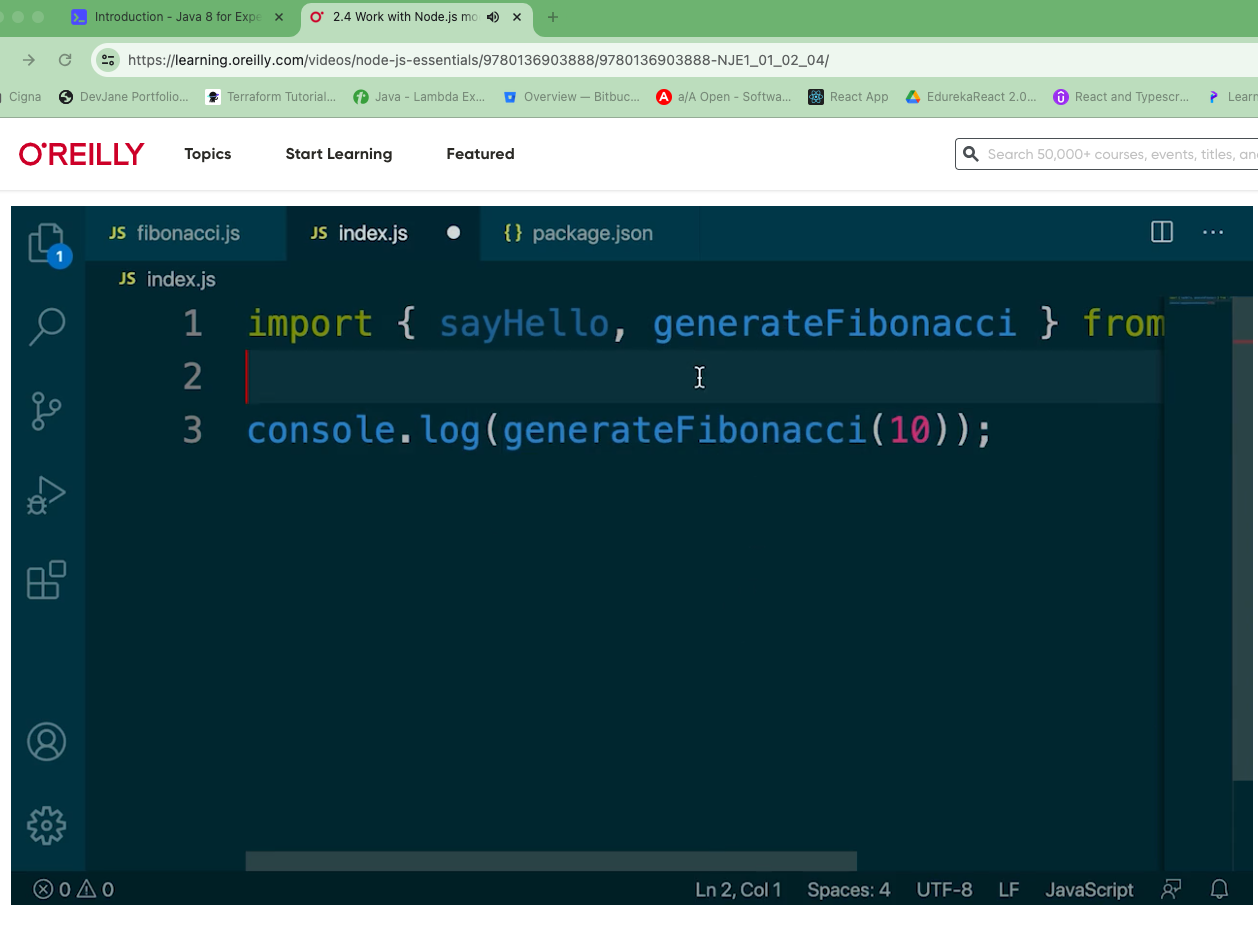 Introduction - Java 8 for Expe
2.4 Work with Node.js mo
https://learning.oreilly.com/videos/node-js-essentials/9780136903888/9780136903888-NJE1_01_02_04/
Cigna DevJane Portfolio... Terraform Tutorial... Java - Lambda Ex... Overview — Bitbuc... a/A Open - Softwa... React App EdurekaReact 2.0... React and Typescr... Learn
O'REILLY Topics Start Learning Featured Search 50,000+ courses, events, titles, an
JS fibonacci.js JS index.js {} package.json
1
JS index.js
1 import { sayHello, generateFibonacci } from
2
3 console.log(generateFibonacci(10));
0 0 Ln 2, Col 1 Spaces: 4 UTF-8 LF JavaScript